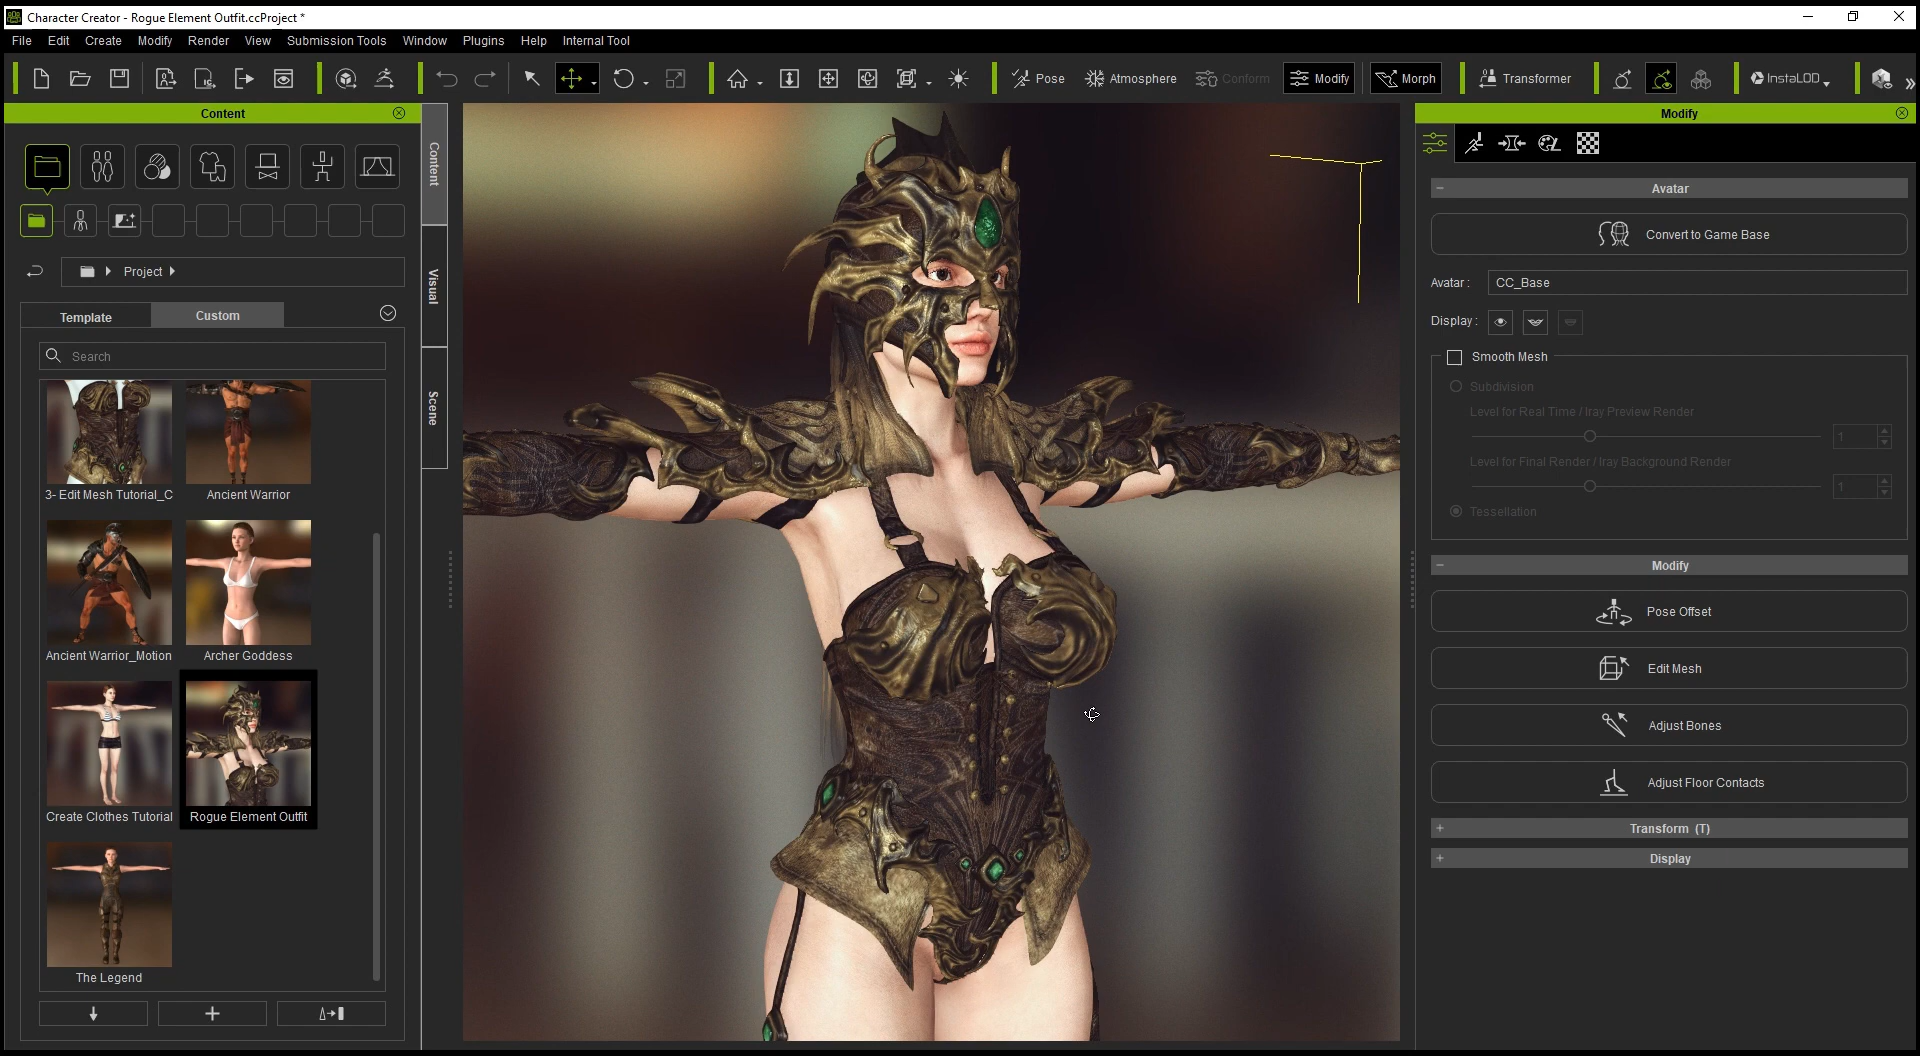 Character Creator - Rogue Element Outfit.ccProject *
File Edit Create Modify Render View Submission Tools Window Plugins Help Internal Tool
Pose Atmosphere Conform Modify Morph Transformer InstaLOD
Content
Content
Visual
Scene
Project
Template Custom
Search
3- Edit Mesh Tutorial_C
Ancient Warrior
Ancient Warrior_Motion
Archer Goddess
Create Clothes Tutorial
Rogue Element Outfit
The Legend
Modify
Avatar
Convert to Game Base
Avatar : CC_Base
Display :
Smooth Mesh
Subdivision
Level for Real Time / Iray Preview Render
1
Level for Final Render / Iray Background Render
1
Tessellation
Modify
Pose Offset
Edit Mesh
Adjust Bones
Adjust Floor Contacts
Transform (T)
Display